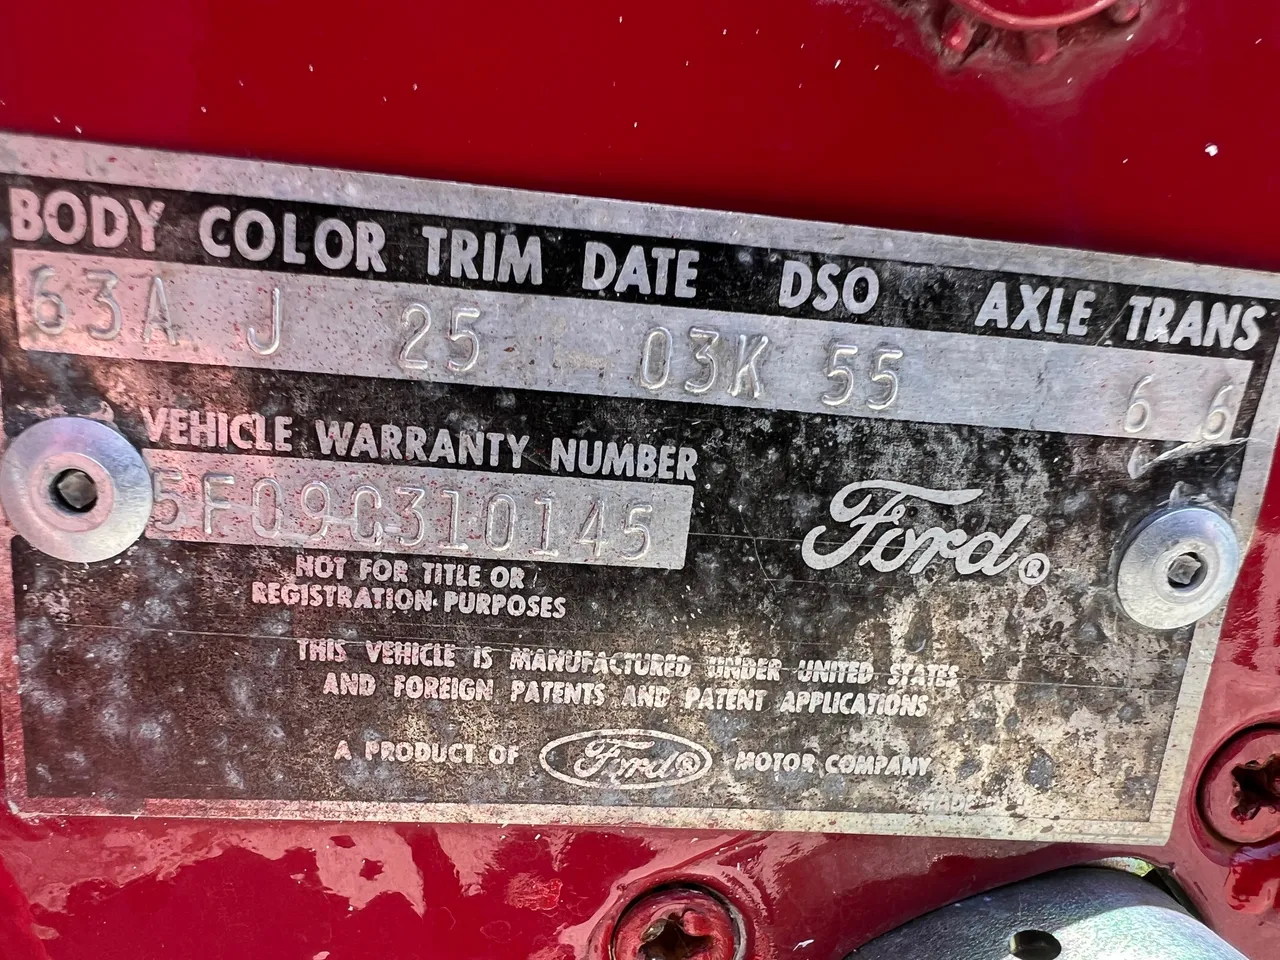 BODY COLOR TRIM DATE DSO AXLE TRANS
63A J 25 03K 55 6 6
VEHICLE WARRANTY NUMBER
5F09C310145
Ford®
NOT FOR TITLE OR
REGISTRATION PURPOSES
THIS VEHICLE IS MANUFACTURED UNDER UNITED STATES
AND FOREIGN PATENTS AND PATENT APPLICATIONS
A PRODUCT OF Ford® MOTOR COMPANY